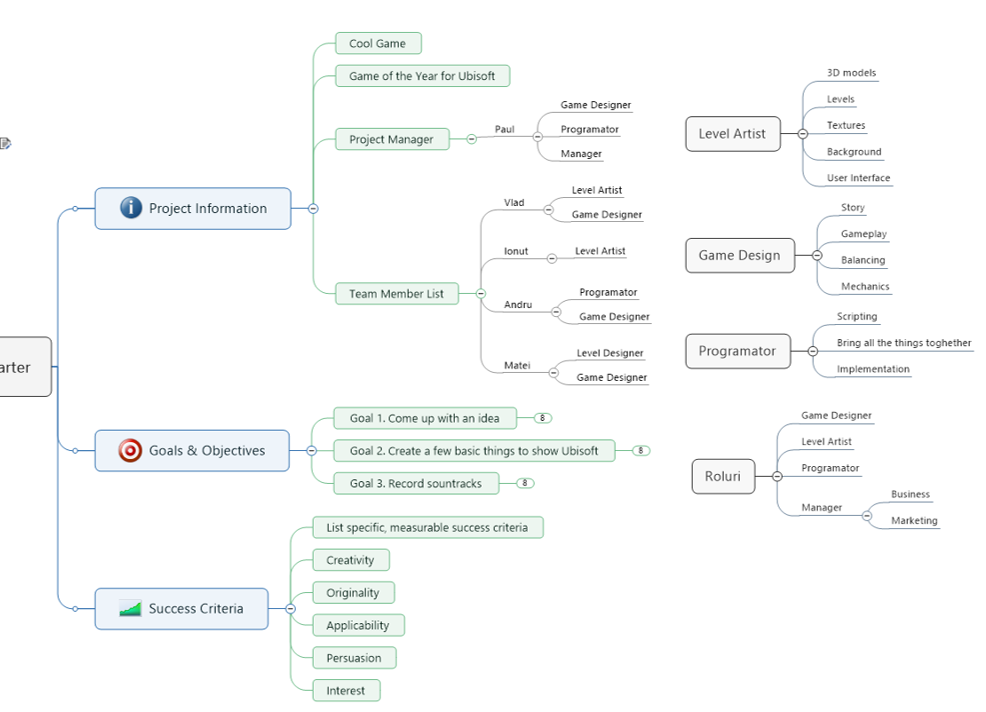 arter
Project Information
Cool Game
Game of the Year for Ubisoft
Project Manager
Paul
Game Designer
Programator
Manager
Team Member List
Vlad
Level Artist
Game Designer
Ionut
Level Artist
Andru
Programator
Game Designer
Matei
Level Designer
Game Designer
Goals & Objectives
Goal 1. Come up with an idea
8
Goal 2. Create a few basic things to show Ubisoft
8
Goal 3. Record sountracks
8
Success Criteria
List specific, measurable success criteria
Creativity
Originality
Applicability
Persuasion
Interest
Level Artist
3D models
Levels
Textures
Background
User Interface
Game Design
Story
Gameplay
Balancing
Mechanics
Programator
Scripting
Bring all the things toghether
Implementation
Roluri
Game Designer
Level Artist
Programator
Manager
Business
Marketing